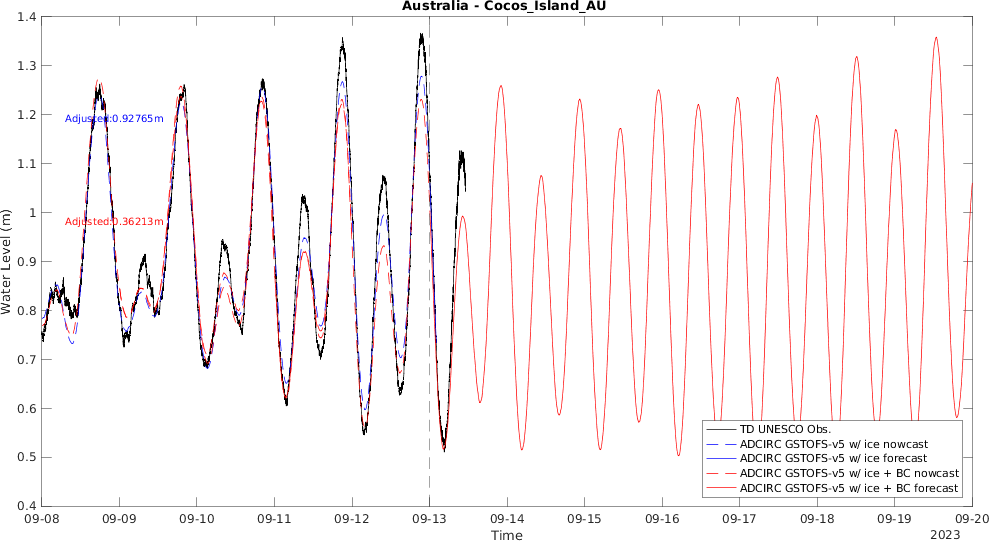 Australia - Cocos_Island_AU
1.4
1.3
1.2
1.1
1
0.9
0.8
0.7
0.6
0.5
0.4
Water Level (m)
Adjusted:0.92765m
Adjusted:0.36213m
TD UNESCO Obs.
ADCIRC GSTOFS-v5 w/ ice nowcast
ADCIRC GSTOFS-v5 w/ ice forecast
ADCIRC GSTOFS-v5 w/ ice + BC nowcast
ADCIRC GSTOFS-v5 w/ ice + BC forecast
09-08 09-09 09-10 09-11 09-12 09-13 09-14 09-15 09-16 09-17 09-18 09-19 09-20
Time
2023